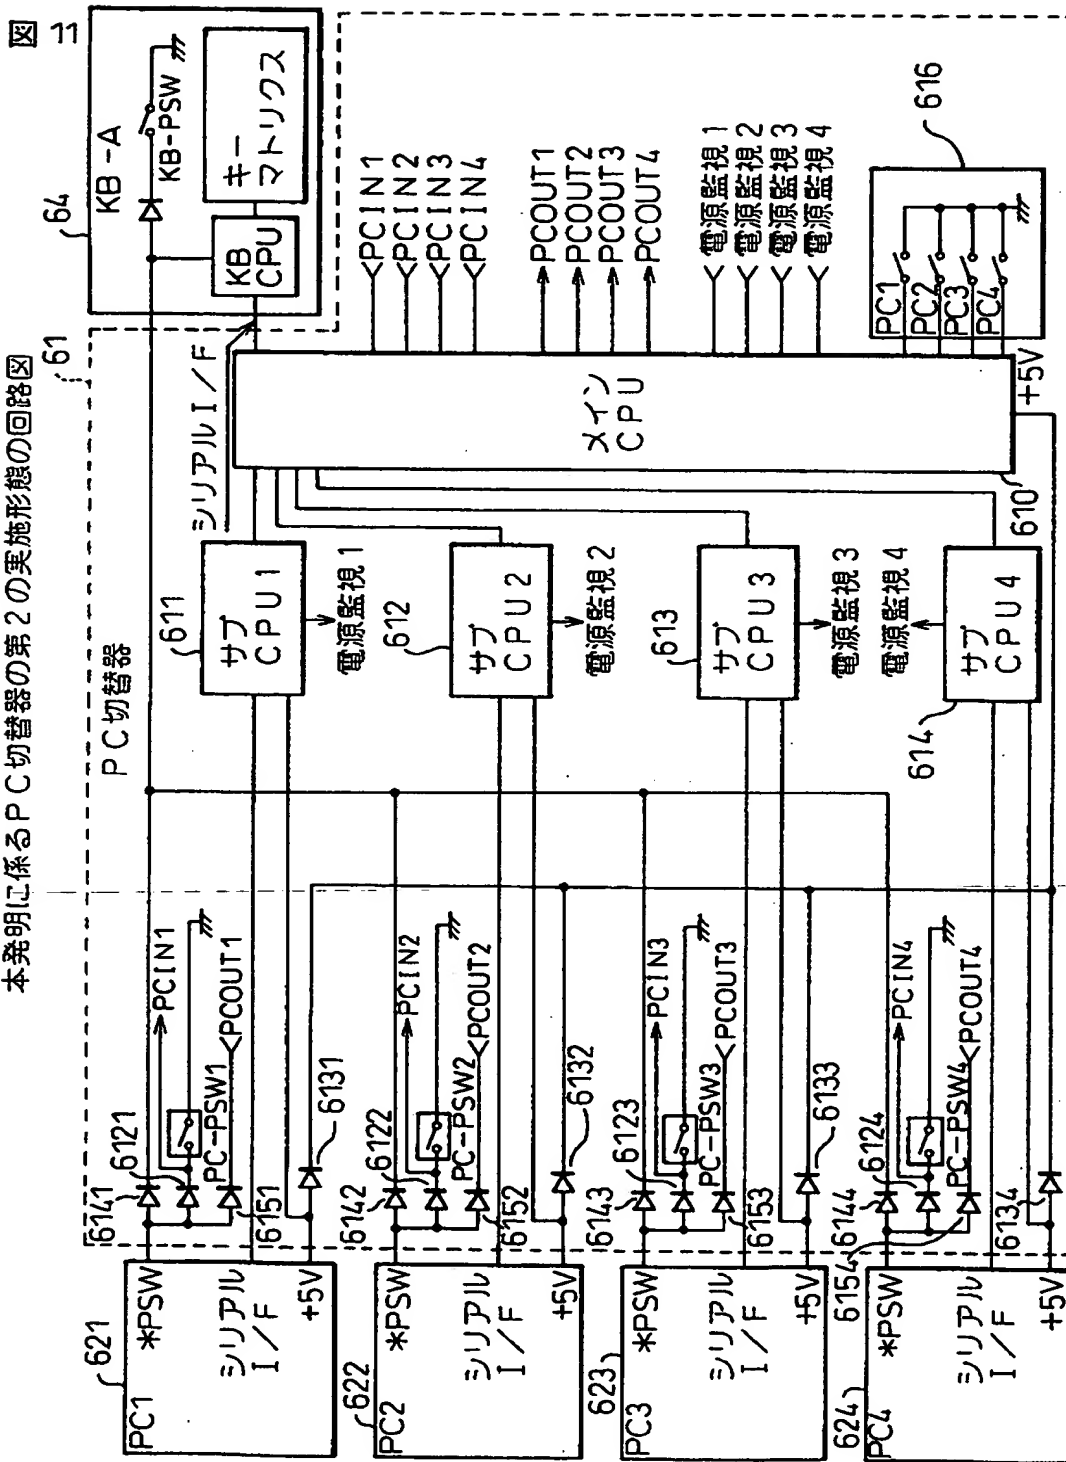 図 11
本発明に係るPC切替器の第2の実施形態の回路図
61
PC切替器
64
KB-A
KB-PSW
キー
マトリクス
KB
CPU
シリアルI/F
621
PC1
*PSW
シリアル
I/F
+5V
6141
6121
PCIN1
PC-PSW1
PCOUT1
6151
6131
611
サブ
CPU1
電源監視1
622
PC2
*PSW
シリアル
I/F
+5V
6142
6122
PCIN2
PC-PSW2
PCOUT2
6152
6132
612
サブ
CPU2
電源監視2
623
PC3
*PSW
シリアル
I/F
+5V
6143
6123
PCIN3
PC-PSW3
PCOUT3
6153
6133
613
サブ
CPU3
電源監視3
624
PC4
*PSW
シリアル
I/F
+5V
6154
6144
6124
PCIN4
PC-PSW4
PCOUT4
6134
614
サブ
CPU4
電源監視4
メイン
CPU
610
+5V
PCIN1
PCIN2
PCIN3
PCIN4
PCOUT1
PCOUT2
PCOUT3
PCOUT4
電源監視1
電源監視2
電源監視3
電源監視4
616
PC1
PC2
PC3
PC4